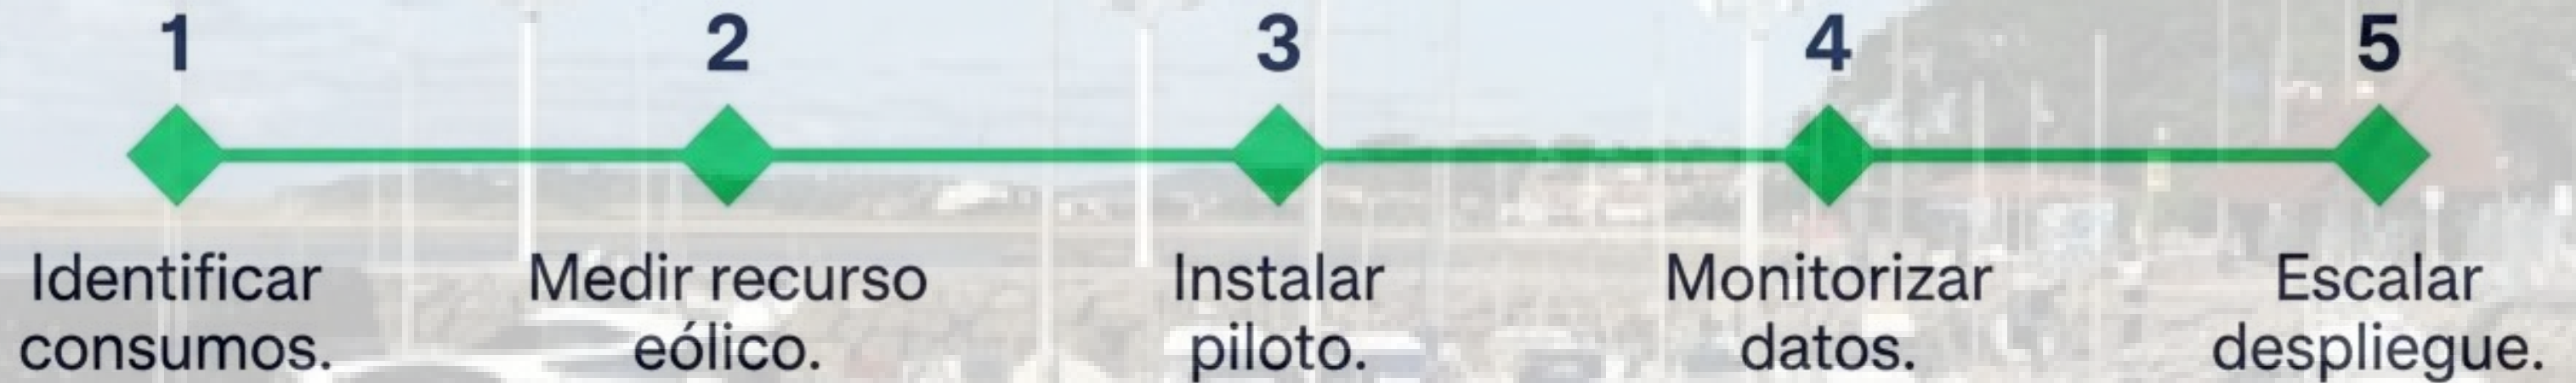 1
Identificar
consumos.
2
Medir recurso
eólico.
3
Instalar
piloto.
4
Monitorizar
datos.
5
Escalar
despliegue.